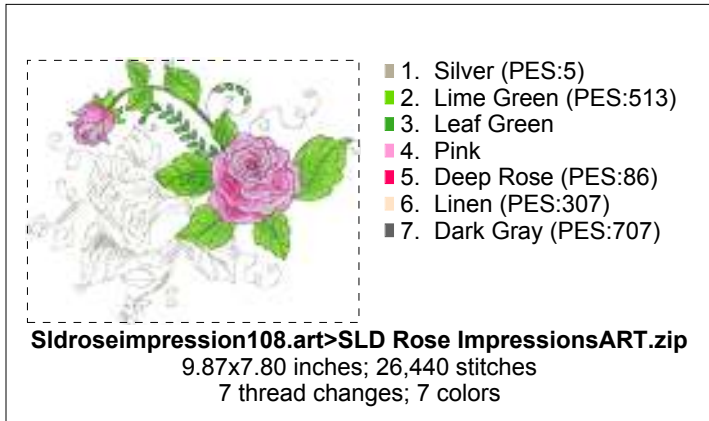 1. Silver (PES:5)
2. Lime Green (PES:513)
3. Leaf Green
4. Pink
5. Deep Rose (PES:86)
6. Linen (PES:307)
7. Dark Gray (PES:707)
Sldroseimpression108.art>SLD Rose ImpressionsART.zip
9.87x7.80 inches; 26,440 stitches
7 thread changes; 7 colors